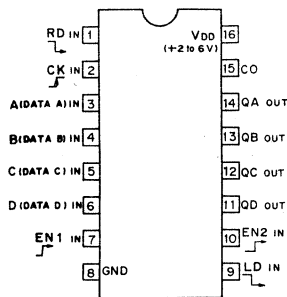 RD IN 1
CK IN 2
A(DATA A) IN 3
B(DATA B) IN 4
C(DATA C) IN 5
D(DATA D) IN 6
EN1 IN 7
8 GND
VDD 16
(+2 to 6V)
15 CO
14 QA OUT
13 QB OUT
12 QC OUT
11 QD OUT
10 EN2 IN
9 LD IN